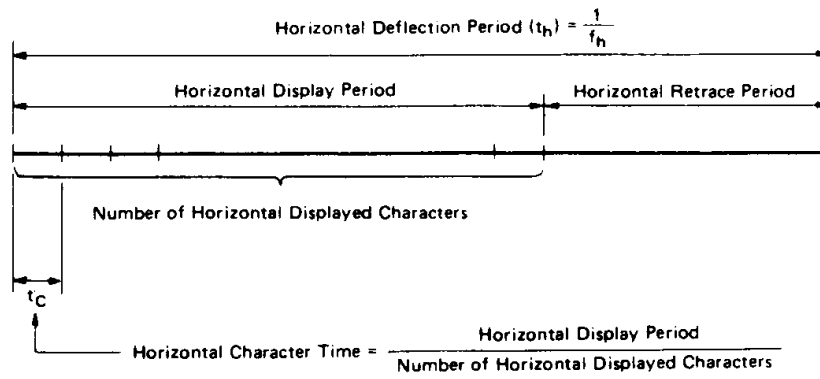 Horizontal Deflection Period (th) = 1/fh
Horizontal Display Period
Horizontal Retrace Period
Number of Horizontal Displayed Characters
tC
Horizontal Character Time = Horizontal Display Period / Number of Horizontal Displayed Characters